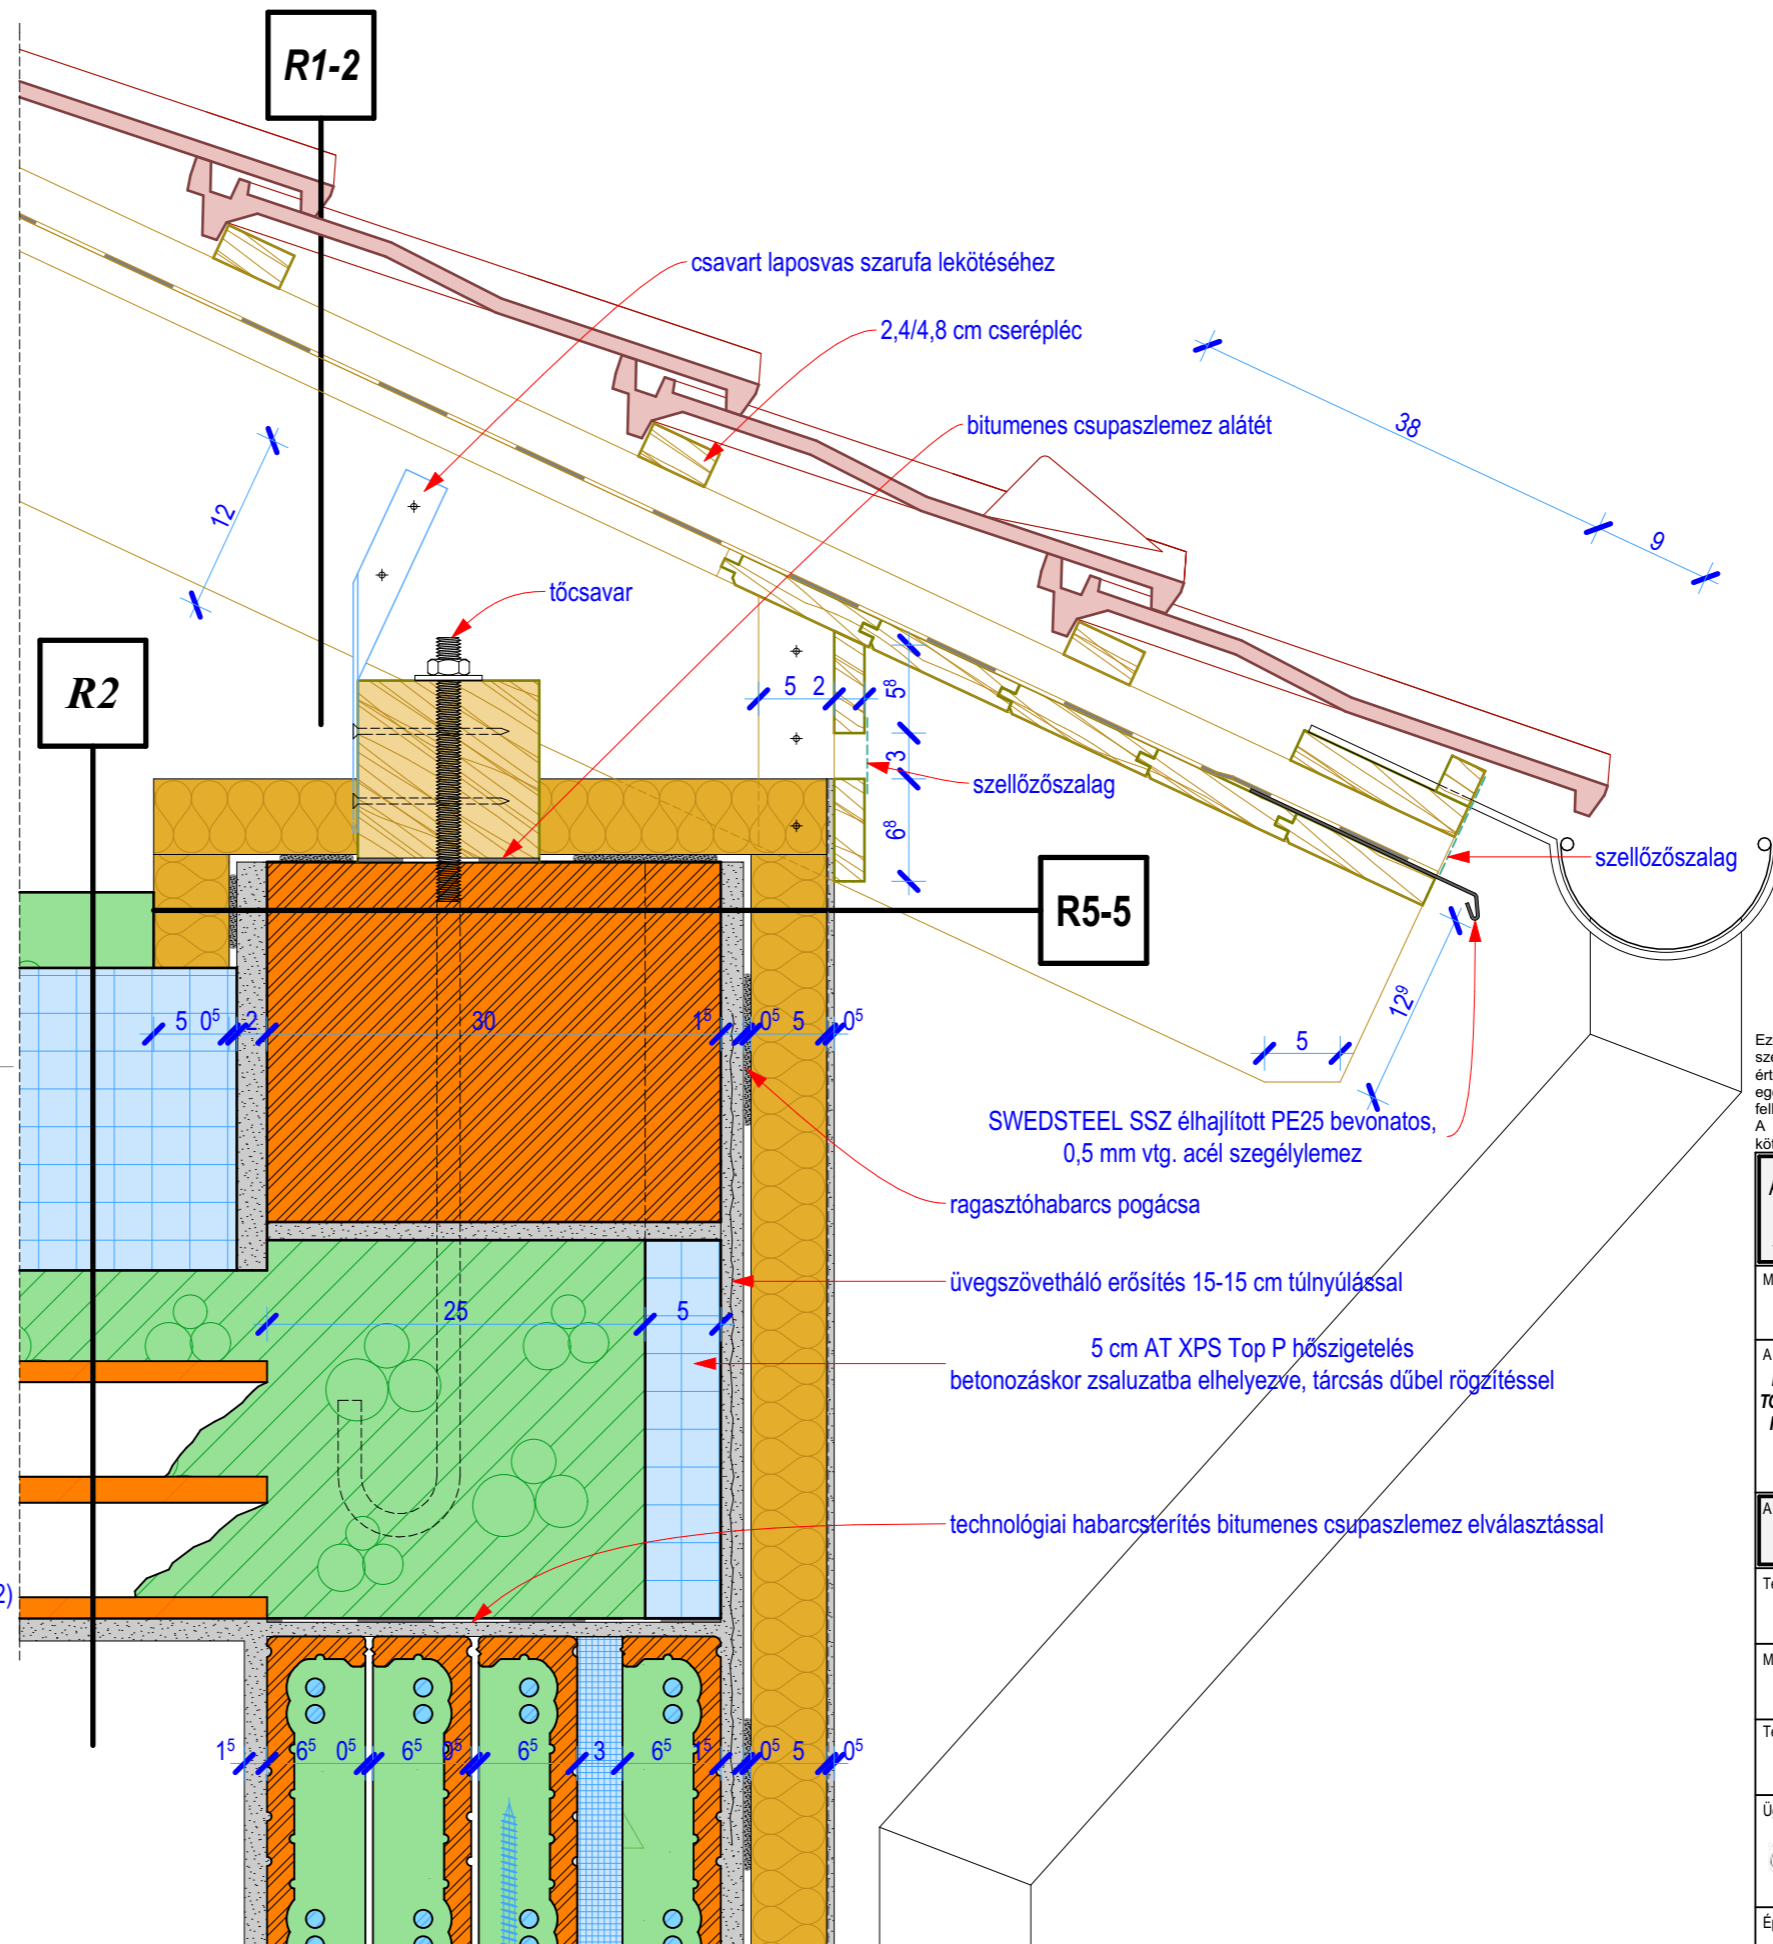 R1-2
csavart laposvas szarufa lekötéséhez
2,4/4,8 cm cserépléc
bitumenes csupaszlemez alátét
38
9
12
tőcsavar
R2
5 2
5⁸
3
6⁸
szellőzőszalag
szellőzőszalag
R5-5
5 0⁵ 2 30 1⁵ 0⁵ 5 0⁵
5
12⁹
SWEDSTEEL SSZ élhajlított PE25 bevonatos,
0,5 mm vtg. acél szegélylemez
ragasztóhabarcs pogácsa
üvegszövetháló erősítés 15-15 cm túlnyúlással
25 5
5 cm AT XPS Top P hőszigetelés
betonozáskor zsaluzatba elhelyezve, tárcsás dűbel rögzítéssel
technológiai habarcsterítés bitumenes csupaszlemez elválasztással
2)
1⁵ 6⁵ 0⁵ 6⁵ 0⁵ 6⁵ 3 6⁵ 1⁵ 0⁵ 5 0⁵
Ez
A